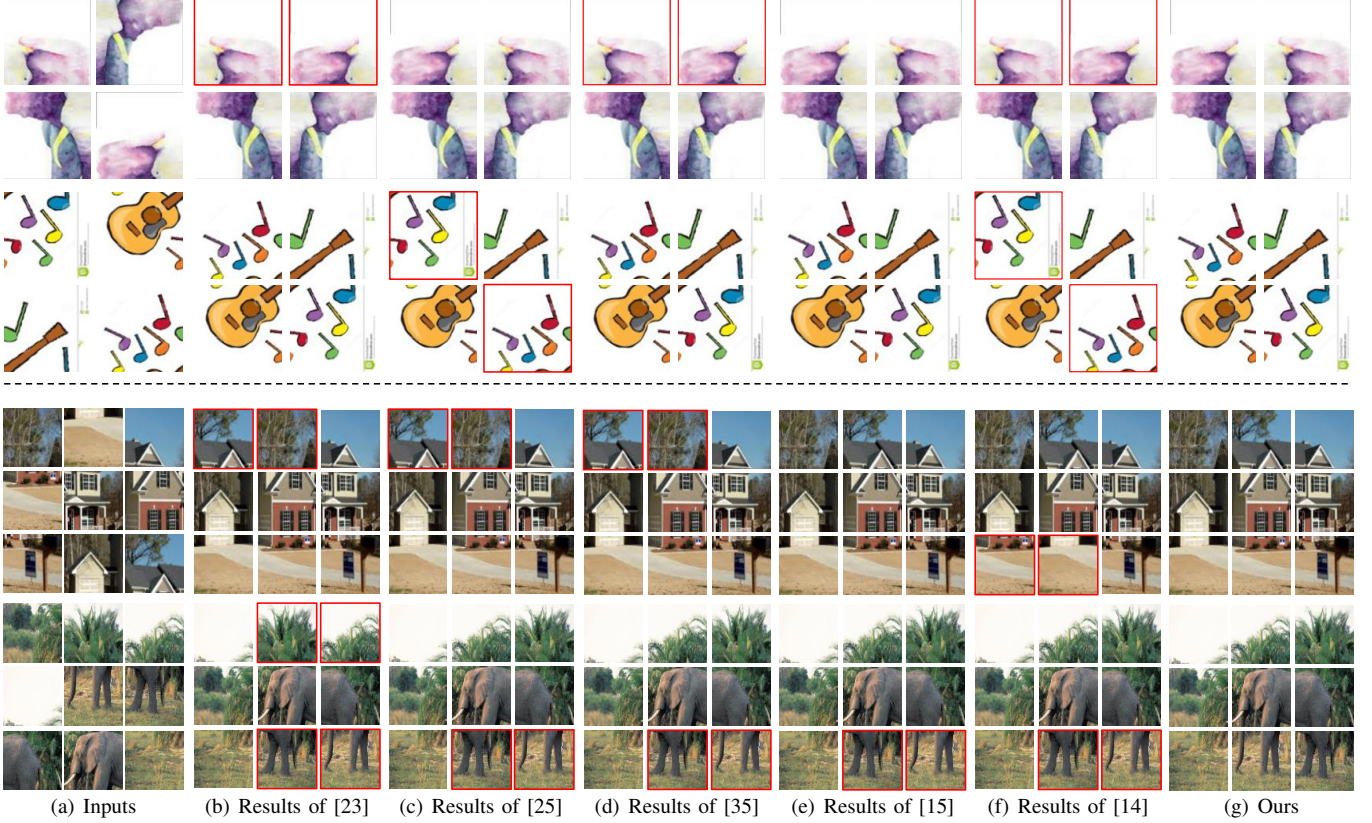 (a) Inputs
(b) Results of [23]
(c) Results of [25]
(d) Results of [35]
(e) Results of [15]
(f) Results of [14]
(g) Ours